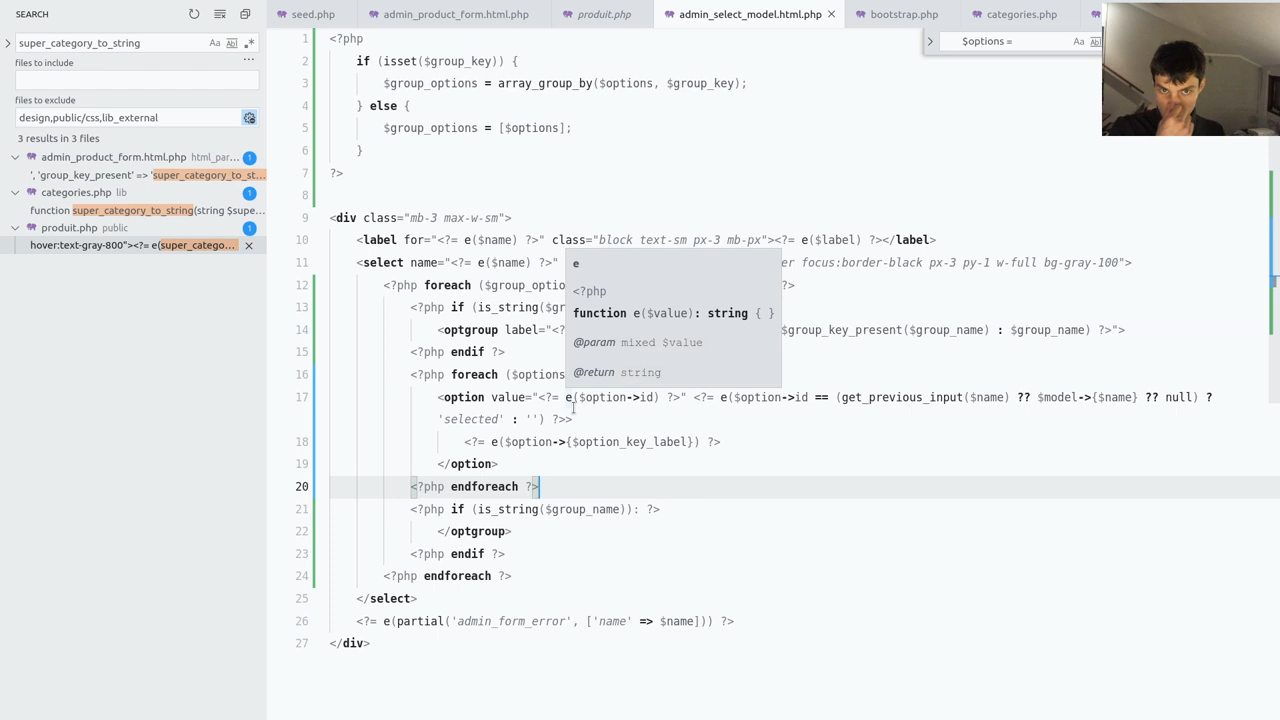 SEARCH
super_category_to_string
Aa Ab .*
files to include
files to exclude
design,public/css,lib_external
3 results in 3 files
admin_product_form.html.php html_par... 1
', 'group_key_present' => 'super_category_to_st...
categories.php lib 1
function super_category_to_string(string $supe...
produit.php public 1
hover:text-gray-800"><?= e(super_catego...
seed.php admin_product_form.html.php produit.php admin_select_model.html.php bootstrap.php categories.php
$options = Aa Ab
1 <?php
2 if (isset($group_key)) {
3 $group_options = array_group_by($options, $group_key);
4 } else {
5 $group_options = [$options];
6 }
7 ?>
8
9 <div class="mb-3 max-w-sm">
10 <label for="<?= e($name) ?>" class="block text-sm px-3 mb-px"><?= e($label) ?></label>
11 <select name="<?= e($name) ?>" er focus:border-black px-3 py-1 w-full bg-gray-100">
12 <?php foreach ($group_optio ?>
13 <?php if (is_string($gr
14 <optgroup label="<? $group_key_present($group_name) : $group_name) ?>">
15 <?php endif ?>
16 <?php foreach ($options
17 <option value="<?= e($option->id) ?>" <?= e($option->id == (get_previous_input($name) ?? $model->{$name} ?? null) ?
'selected' : '') ?>>
18 <?= e($option->{$option_key_label}) ?>
19 </option>
20 <?php endforeach ?>
21 <?php if (is_string($group_name)): ?>
22 </optgroup>
23 <?php endif ?>
24 <?php endforeach ?>
25 </select>
26 <?= e(partial('admin_form_error', ['name' => $name])) ?>
27 </div>
e
<?php
function e($value): string { }
@param mixed $value
@return string